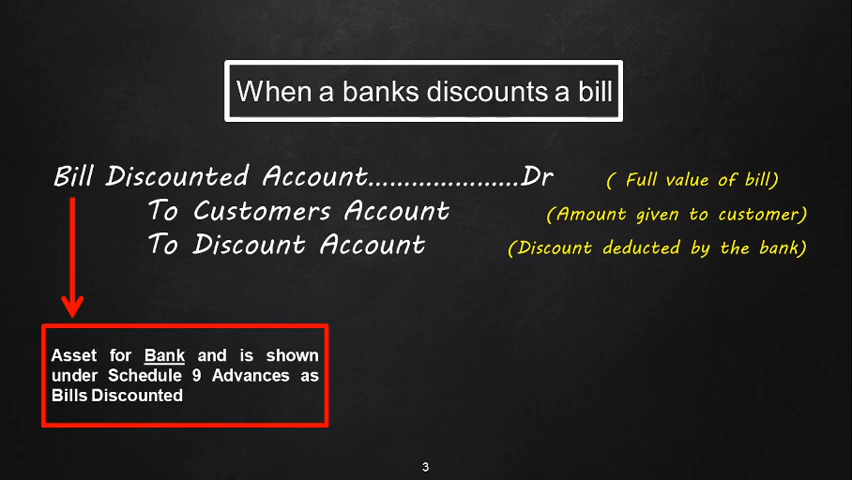 When a banks discounts a bill
Bill Discounted Account.....................Dr ( Full value of bill)
To Customers Account (Amount given to customer)
To Discount Account (Discount deducted by the bank)
Asset for Bank and is shown
under Schedule 9 Advances as
Bills Discounted
3